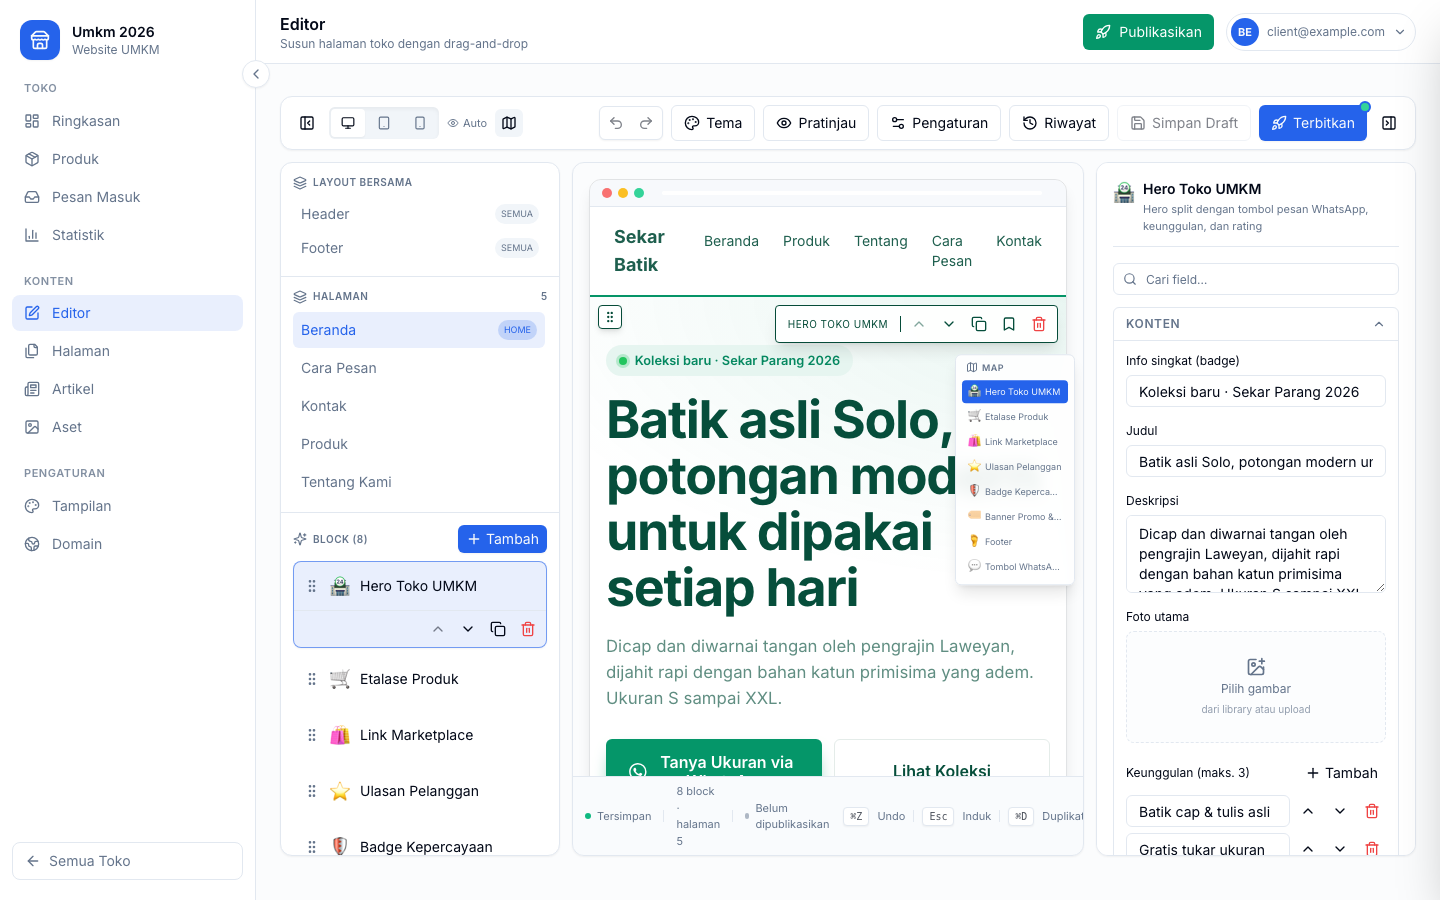 Umkm 2026
Website UMKM
TOKO
Ringkasan
Produk
Pesan Masuk
Statistik
KONTEN
Editor
Halaman
Artikel
Aset
PENGATURAN
Tampilan
Domain
Semua Toko
Editor
Susun halaman toko dengan drag-and-drop
Publikasikan
BE
client@example.com
Auto
Tema
Pratinjau
Pengaturan
Riwayat
Simpan Draft
Terbitkan
LAYOUT BERSAMA
Header SEMUA
Footer SEMUA
HALAMAN 5
Beranda HOME
Cara Pesan
Kontak
Produk
Tentang Kami
BLOCK (8)
Tambah
Hero Toko UMKM
Etalase Produk
Link Marketplace
Ulasan Pelanggan
Badge Kepercayaan
Sekar
Batik
Beranda
Produk
Tentang
Cara
Pesan
Kontak
HERO TOKO UMKM
Koleksi baru · Sekar Parang 2026
Batik asli Solo,
potongan mod
untuk dipakai
setiap hari
Dicap dan diwarnai tangan oleh pengrajin Laweyan,
dijahit rapi dengan bahan katun primisima yang adem.
Ukuran S sampai XXL.
Tanya Ukuran via
Lihat Koleksi
MAP
Hero Toko UMKM
Etalase Produk
Link Marketplace
Ulasan Pelanggan
Badge Keperca...
Banner Promo &...
Footer
Tombol WhatsA...
Tersimpan
8 block
·
halaman
5
Belum
dipublikasikan
⌘Z Undo
Esc Induk
⌘D Duplikat
Hero Toko UMKM
Hero split dengan tombol pesan WhatsApp,
keunggulan, dan rating
Cari field...
KONTEN
Info singkat (badge)
Koleksi baru · Sekar Parang 2026
Judul
Batik asli Solo, potongan modern ur
Deskripsi
Dicap dan diwarnai tangan oleh
pengrajin Laweyan, dijahit rapi
dengan bahan katun primisima
yang adem. Ukuran S sampai XXL
Foto utama
Pilih gambar
dari library atau upload
Keunggulan (maks. 3)
Tambah
Batik cap & tulis asli
Gratis tukar ukuran